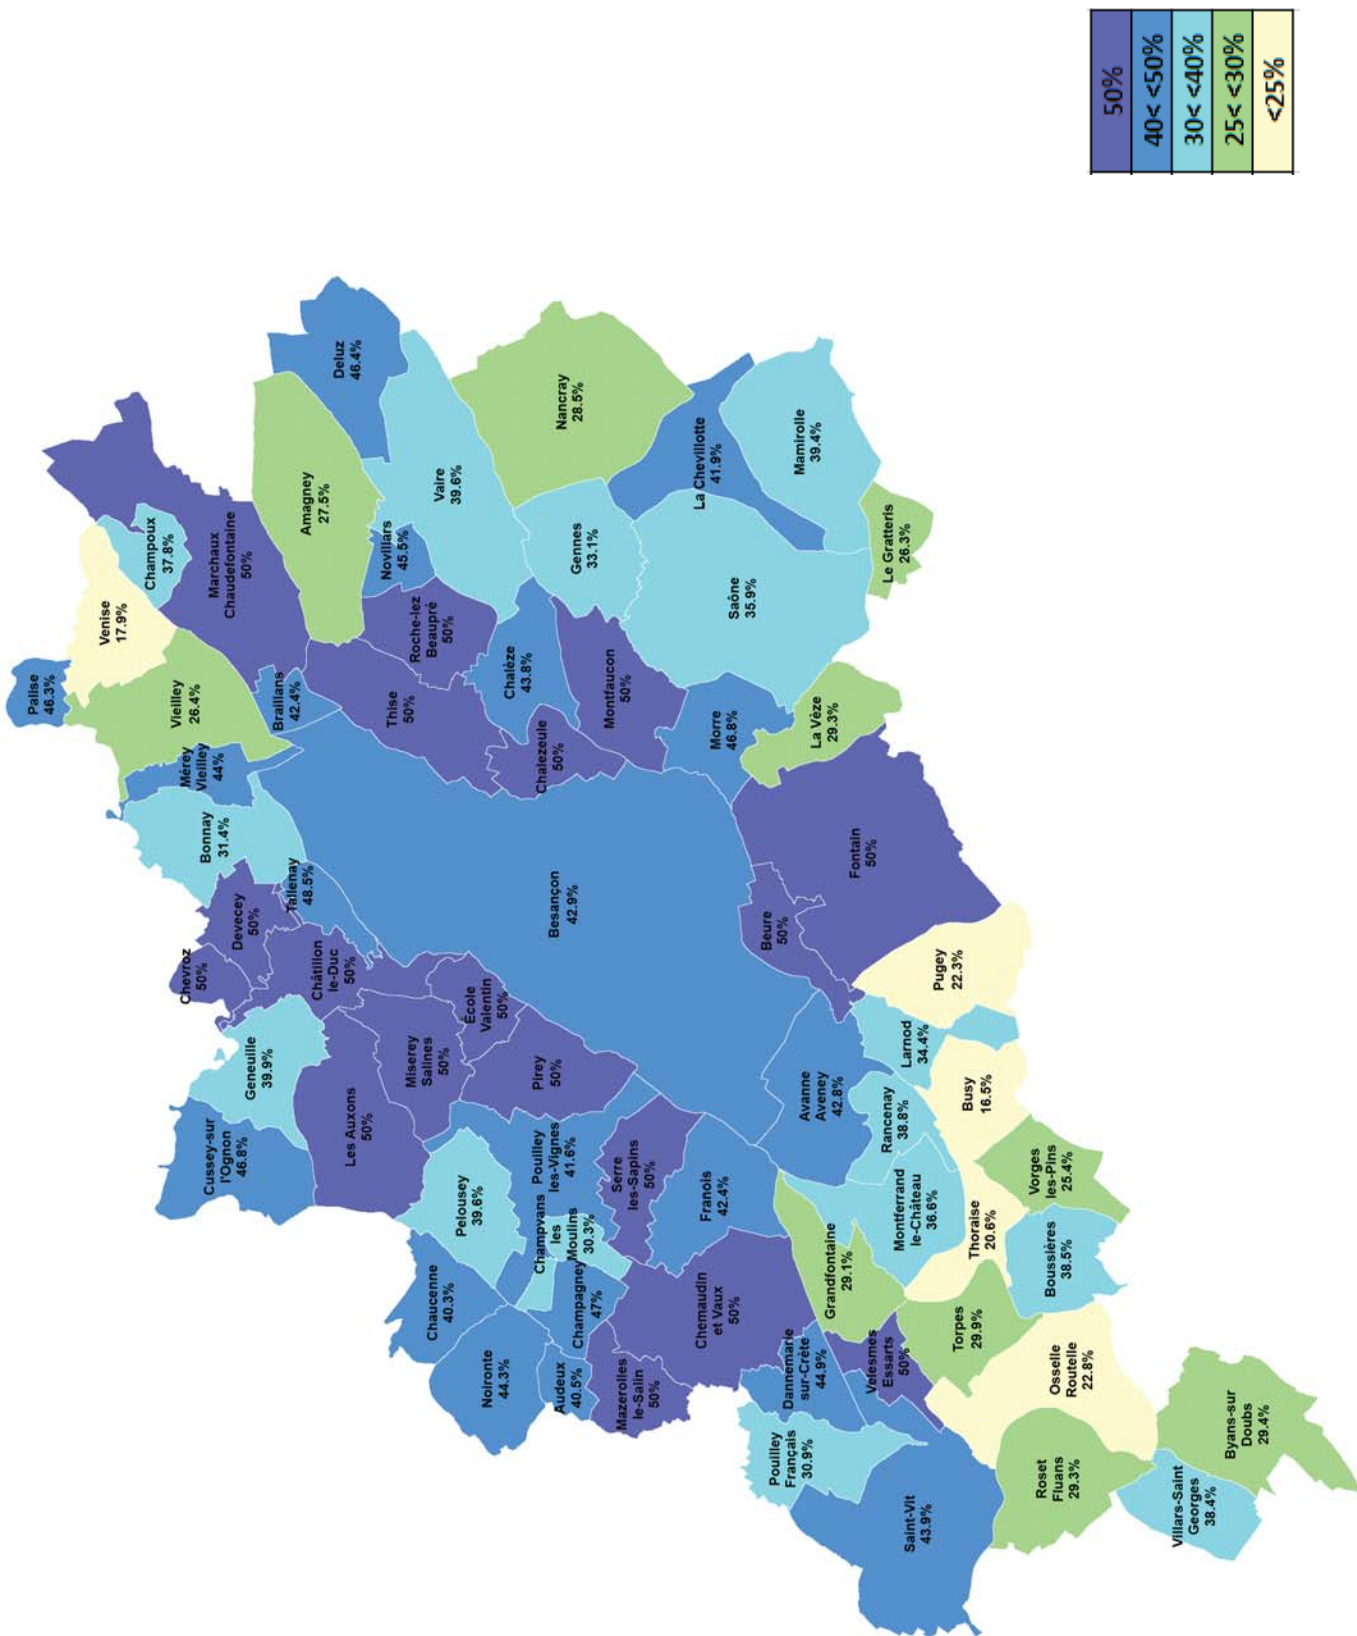 Palise
46.3%
Venise
17.9%
Champoux
37.8%
Vieilley
26.4%
Mérey
Vieilley
44%
Braillans
42.4%
Marchaux
Chaudefontaine
50%
Bonnay
31.4%
Tallenay
48.5%
Devecey
50%
Chevroz
50%
Châtillon
le-Duc
50%
Geneuille
39.9%
Cussey-sur
l'Ognon
46.8%
Les Auxons
50%
Miserey
Salines
50%
École
Valentin
50%
Pirey
50%
Amagney
27.5%
Deluz
46.4%
Novillars
45.5%
Vaire
39.6%
Roche-lez
Beaupré
50%
Thise
50%
Chalèze
43.8%
Chalezeule
50%
Montfaucon
50%
Gennes
33.1%
Nancray
28.5%
La Chevillotte
41.9%
Mamirolle
39.4%
Saône
35.9%
Le Gratteris
26.3%
Morre
46.8%
La Vèze
29.3%
Besançon
42.9%
Fontain
50%
Beure
50%
Pugey
22.3%
Larnod
34.4%
Busy
16.5%
Avanne
Aveney
42.8%
Rancenay
38.8%
Montferrand
le-Château
36.6%
Thoraise
20.6%
Vorges
les-Pins
25.4%
Boussières
38.5%
Pelousey
39.6%
Pouilley
les-Vignes
41.6%
Champvans
les
Moulins
30.3%
Serre
les-Sapins
50%
Franois
42.4%
Chaucenne
40.3%
Noironte
44.3%
Audeux
40.5%
Champagney
47%
Mazerolles
le-Salin
50%
Chemaudin
et Vaux
50%
Dannemarie
sur-Crète
44.9%
Velesmes
Essarts
50%
Grandfontaine
29.1%
Torpes
29.9%
Osselle
Routelle
22.8%
Pouilley
Français
30.9%
Saint-Vit
43.9%
Roset
Fluans
29.3%
Villars-Saint
Georges
38.4%
Byans-sur
Doubs
29.4%
50%
40< <50%
30< <40%
25< <30%
<25%